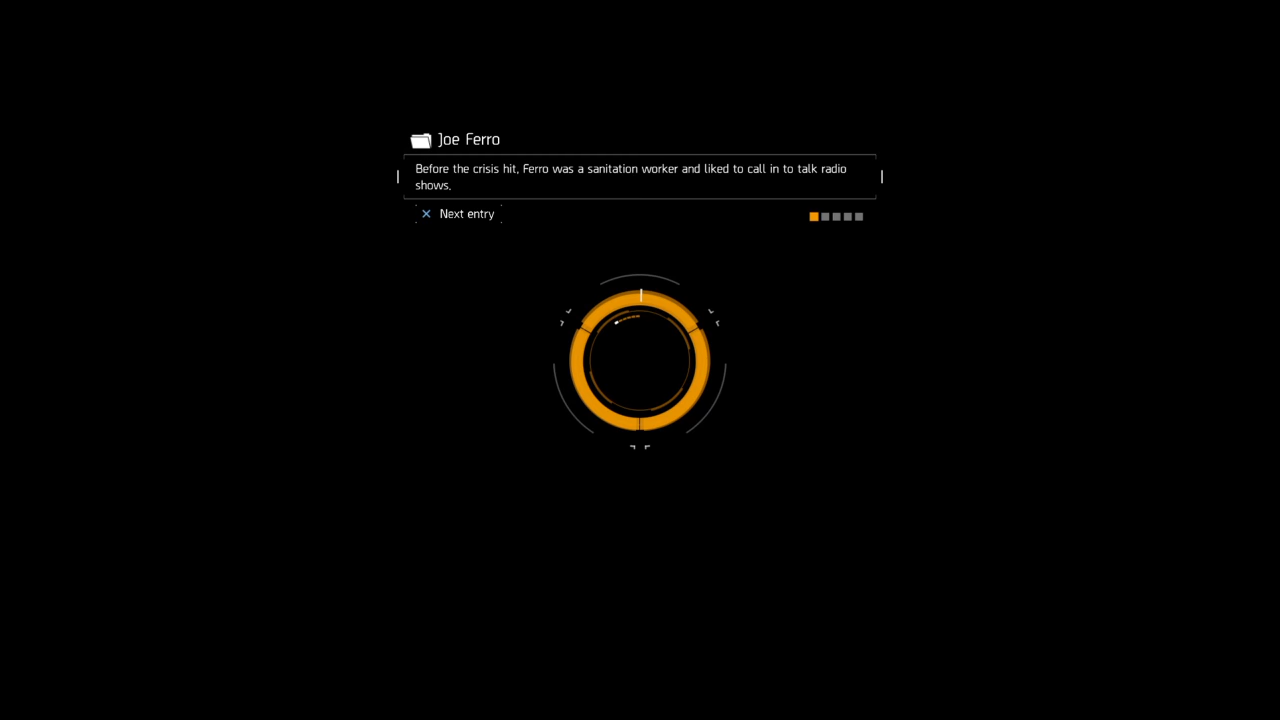 Joe Ferro
Before the crisis hit, Ferro was a sanitation worker and liked to call in to talk radio
shows.
Next entry